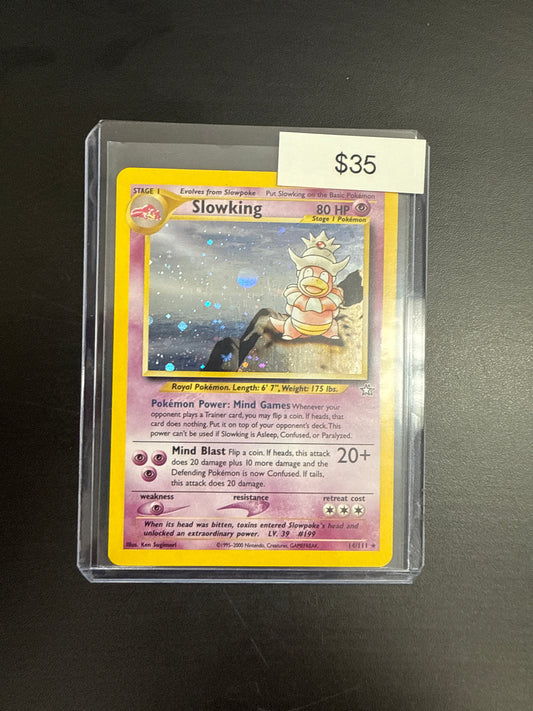 $35
STAGE 1 Evolves from Slowpoke Put Slowking on the Basic Pokémon
Slowking 80 HP
Stage 1 Pokémon
Royal Pokémon. Length: 6' 7", Weight: 175 lbs.
Pokémon Power: Mind Games Whenever your
opponent plays a Trainer card, you may flip a coin. If heads, that
card does nothing. Put it on top of your opponent's deck. This
power can't be used if Slowking is Asleep, Confused, or Paralyzed.
Mind Blast Flip a coin. If heads, this attack
does 20 damage plus 10 more damage and the
Defending Pokémon is now Confused. If tails,
this attack does 20 damage.
20+
weakness resistance retreat cost
When its head was bitten, toxins entered Slowpoke's head and
unlocked an extraordinary power. LV. 39 #199
Illus. Ken Sugimori ©1995-2000 Nintendo, Creatures, GAMEFREAK. 14/111